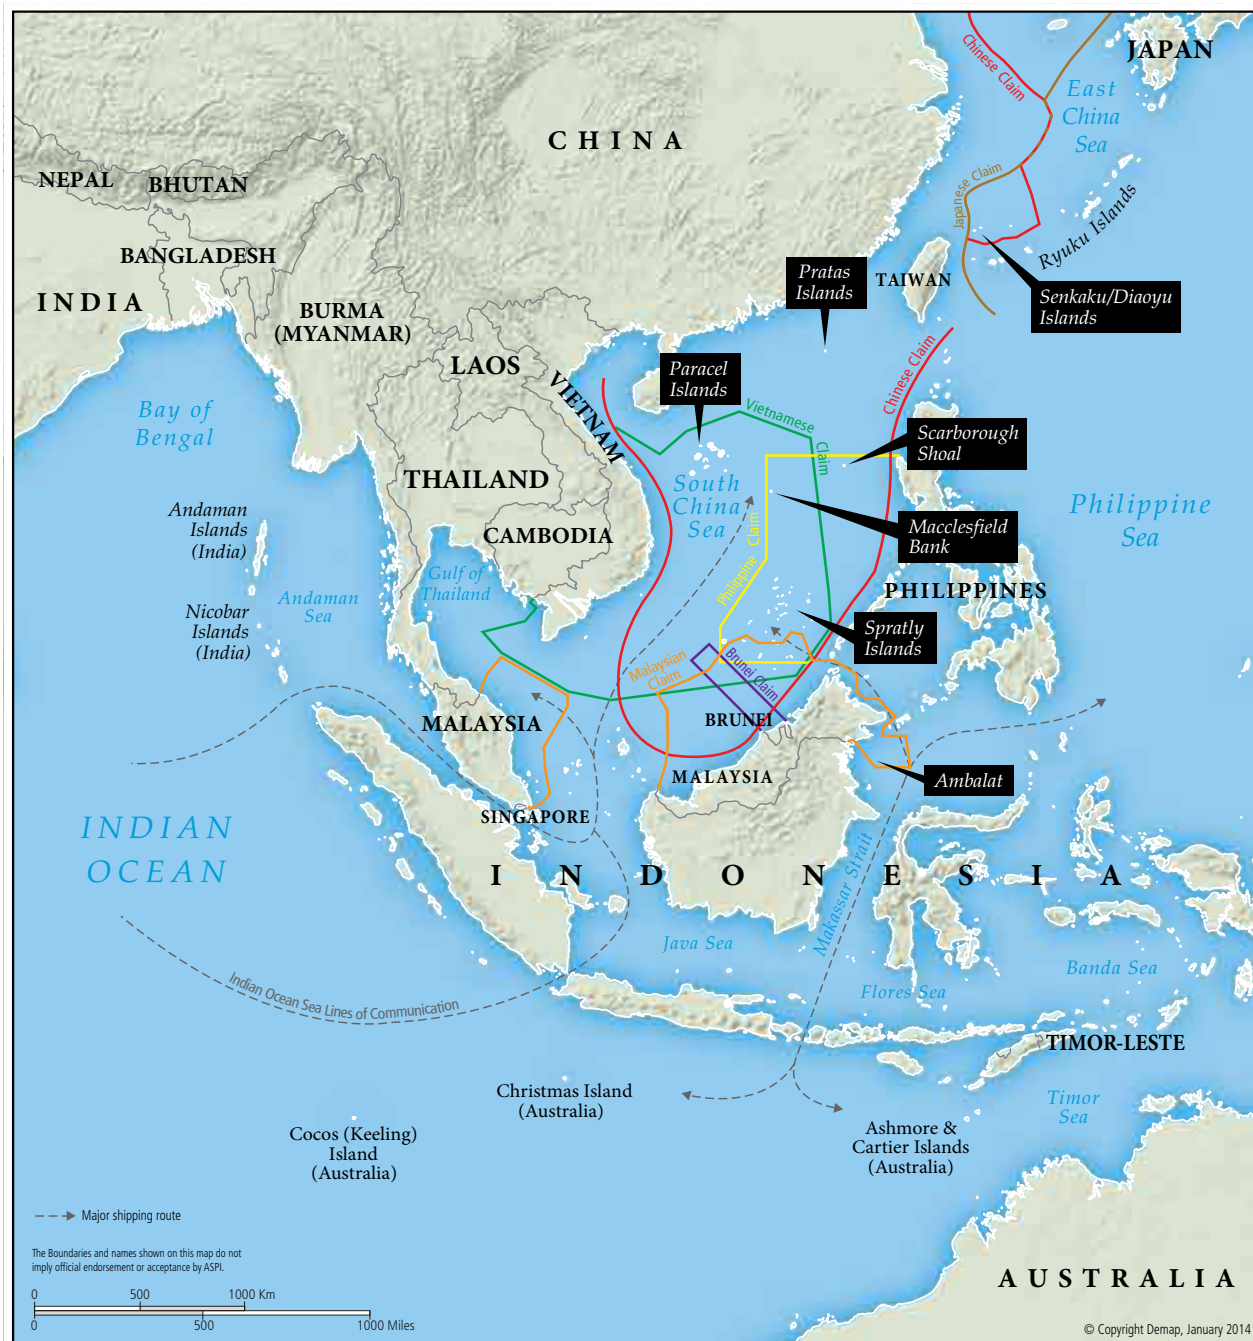 JAPAN
Chinese Claim
East
China
Sea
CHINA
NEPAL
BHUTAN
Japanese Claim
Ryuku Islands
BANGLADESH
Pratas
Islands
TAIWAN
INDIA
BURMA
(MYANMAR)
Senkaku/Diaoyu
Islands
LAOS
VIETNAM
Paracel
Islands
Chinese Claim
Bay of
Bengal
Vietnamese
Claim
Scarborough
Shoal
THAILAND
South
China
Sea
Philippine
Sea
Andaman
Islands
(India)
CAMBODIA
Macclesfield
Bank
Gulf of
Thailand
Philippine Claim
PHILIPPINES
Andaman
Sea
Nicobar
Islands
(India)
Spratly
Islands
Malaysian
Claim
Brunei Claim
MALAYSIA
BRUNEI
MALAYSIA
Ambalat
SINGAPORE
INDIAN
OCEAN
INDONESIA
Makassar Strait
Java Sea
Banda Sea
Flores Sea
Indian Ocean Sea Lines of Communication
TIMOR-LESTE
Christmas Island
(Australia)
Timor
Sea
Cocos (Keeling)
Island
(Australia)
Ashmore &
Cartier Islands
(Australia)
Major shipping route
The Boundaries and names shown on this map do not
imply official endorsement or acceptance by ASPI.
AUSTRALIA
0 500 1000 Km
0 500 1000 Miles
© Copyright Demap, January 2014